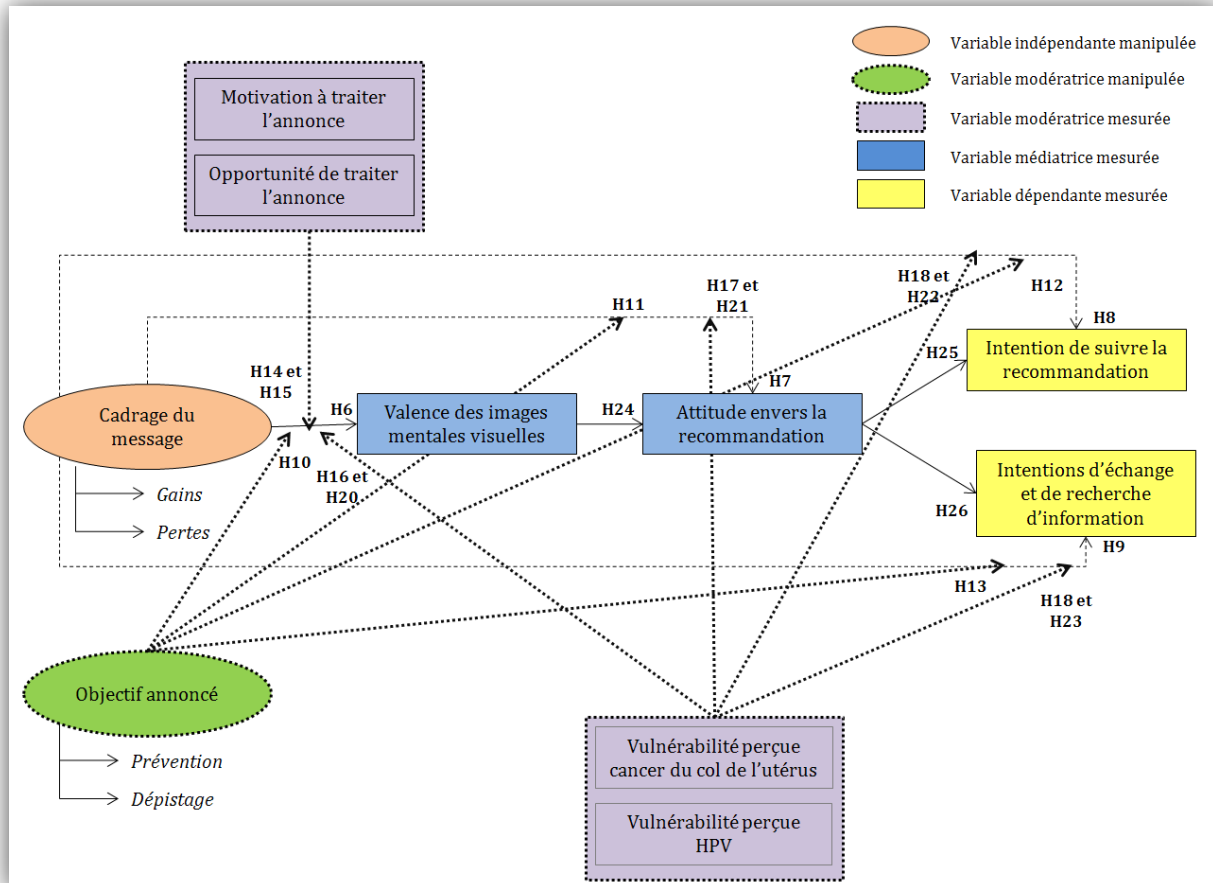 Variable indépendante manipulée
Variable modératrice manipulée
Variable modératrice mesurée
Variable médiatrice mesurée
Variable dépendante mesurée
Motivation à traiter
l’annonce
Opportunité de traiter
l’annonce
H18 et
H22
H12
H17 et
H21
H11
H8
H14 et
H15
H7
H25
Intention de suivre la
recommandation
Cadrage du
message
H6
Valence des images
mentales visuelles
H24
Attitude envers la
recommandation
H10
H16 et
H20
Gains
Pertes
Intentions d’échange
et de recherche
d’information
H26
H9
H13
H18 et
H23
Objectif annoncé
Prévention
Dépistage
Vulnérabilité perçue
cancer du col de l’utérus
Vulnérabilité perçue
HPV